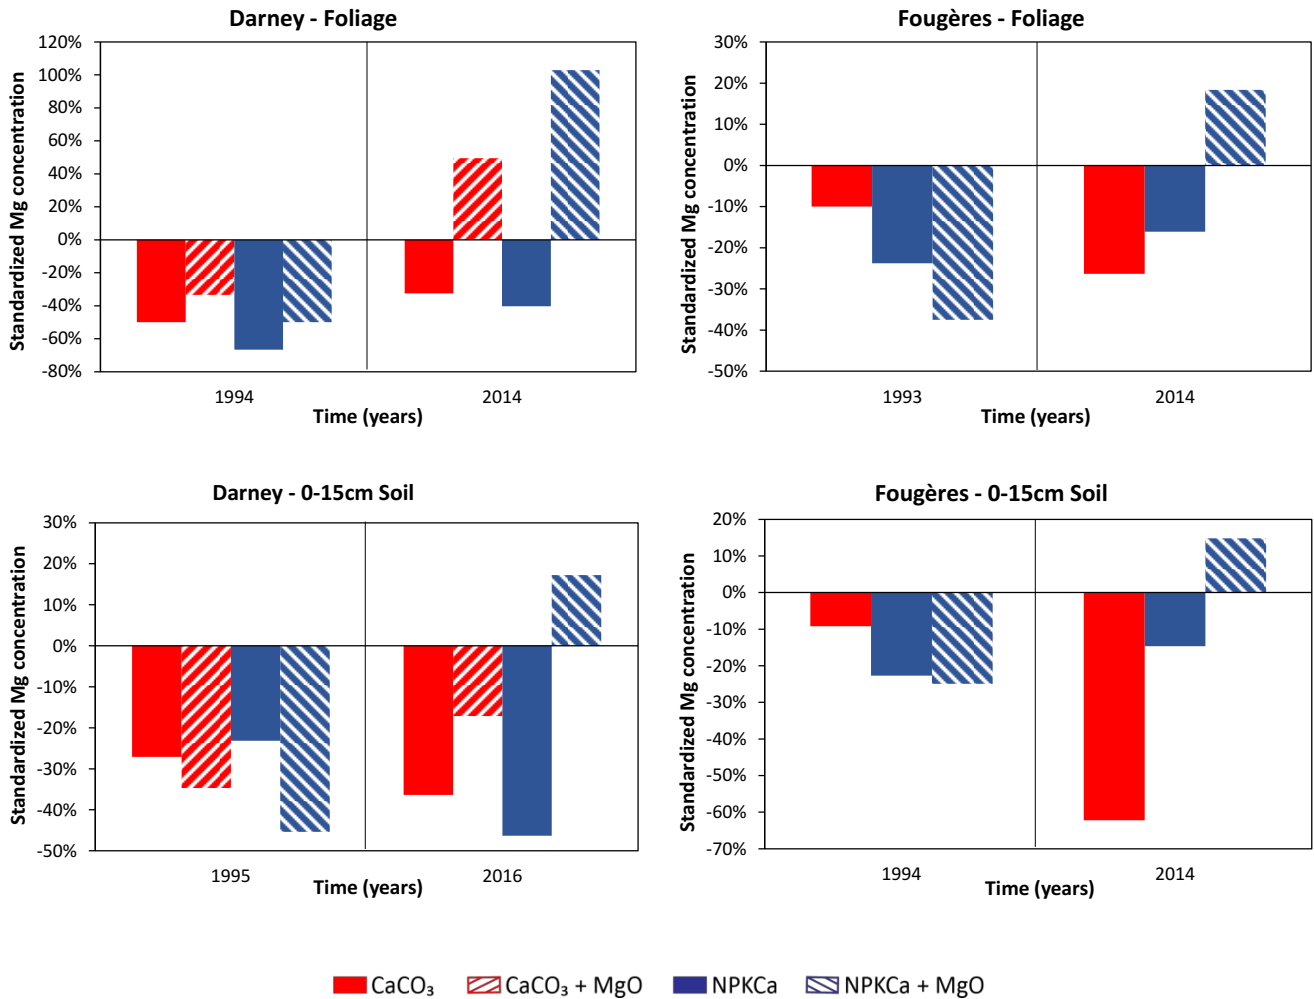 Darney - Foliage
Standardized Mg concentration
120%
100%
80%
60%
40%
20%
0%
-20%
-40%
-60%
-80%
1994
2014
Time (years)
Fougères - Foliage
Standardized Mg concentration
30%
20%
10%
0%
-10%
-20%
-30%
-40%
-50%
1993
2014
Time (years)
Darney - 0-15cm Soil
Standardized Mg concentration
30%
20%
10%
0%
-10%
-20%
-30%
-40%
-50%
1995
2016
Time (years)
Fougères - 0-15cm Soil
Standardized Mg concentration
20%
10%
0%
-10%
-20%
-30%
-40%
-50%
-60%
-70%
1994
2014
Time (years)
CaCO₃
CaCO₃ + MgO
NPKCa
NPKCa + MgO